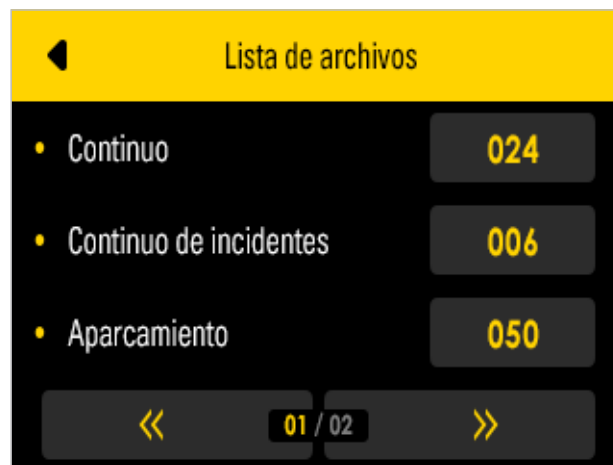 Lista de archivos
• Continuo 024
• Continuo de incidentes 006
• Aparcamiento 050
« 01 / 02 »